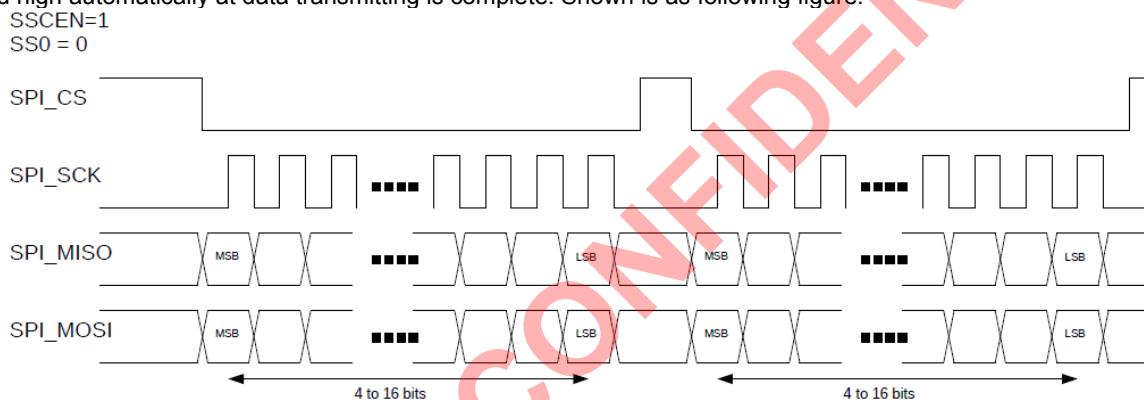 d high automatically at data transmitting is complete. Shown is as following figure.
SSCEN=1
SS0 = 0
SPI_CS
SPI_SCK
SPI_MISO MSB LSB MSB LSB
SPI_MOSI MSB LSB MSB LSB
4 to 16 bits 4 to 16 bits
CONFIDEN